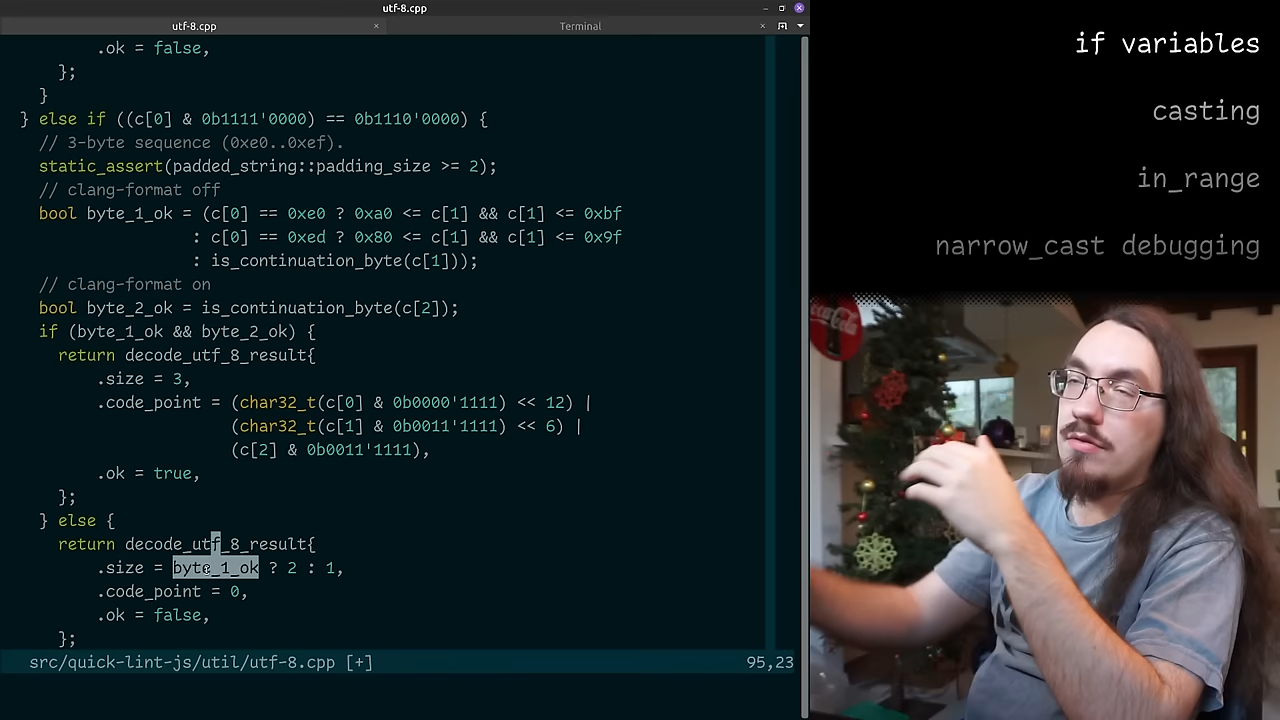 utf-8.cpp
utf-8.cpp
Terminal
.ok = false,
};
}
} else if ((c[0] & 0b1111'0000) == 0b1110'0000) {
// 3-byte sequence (0xe0..0xef).
static_assert(padded_string::padding_size >= 2);
// clang-format off
bool byte_1_ok = (c[0] == 0xe0 ? 0xa0 <= c[1] && c[1] <= 0xbf
: c[0] == 0xed ? 0x80 <= c[1] && c[1] <= 0x9f
: is_continuation_byte(c[1]));
// clang-format on
bool byte_2_ok = is_continuation_byte(c[2]);
if (byte_1_ok && byte_2_ok) {
return decode_utf_8_result{
.size = 3,
.code_point = (char32_t(c[0] & 0b0000'1111) << 12) |
(char32_t(c[1] & 0b0011'1111) << 6) |
(c[2] & 0b0011'1111),
.ok = true,
};
} else {
return decode_utf_8_result{
.size = byte_1_ok ? 2 : 1,
.code_point = 0,
.ok = false,
};
src/quick-lint-js/util/utf-8.cpp [+] 95,23
if variables
casting
in_range
narrow_cast debugging
Coca-Cola